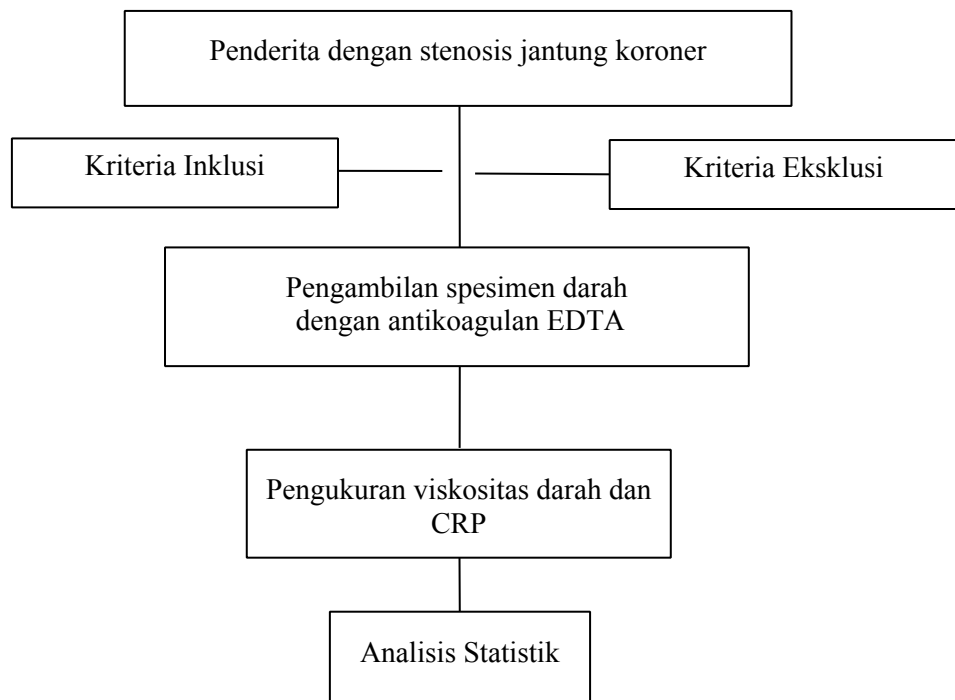 Penderita dengan stenosis jantung koroner
Kriteria Inklusi
Kriteria Eksklusi
Pengambilan spesimen darah
dengan antikoagulan EDTA
Pengukuran viskositas darah dan
CRP
Analisis Statistik